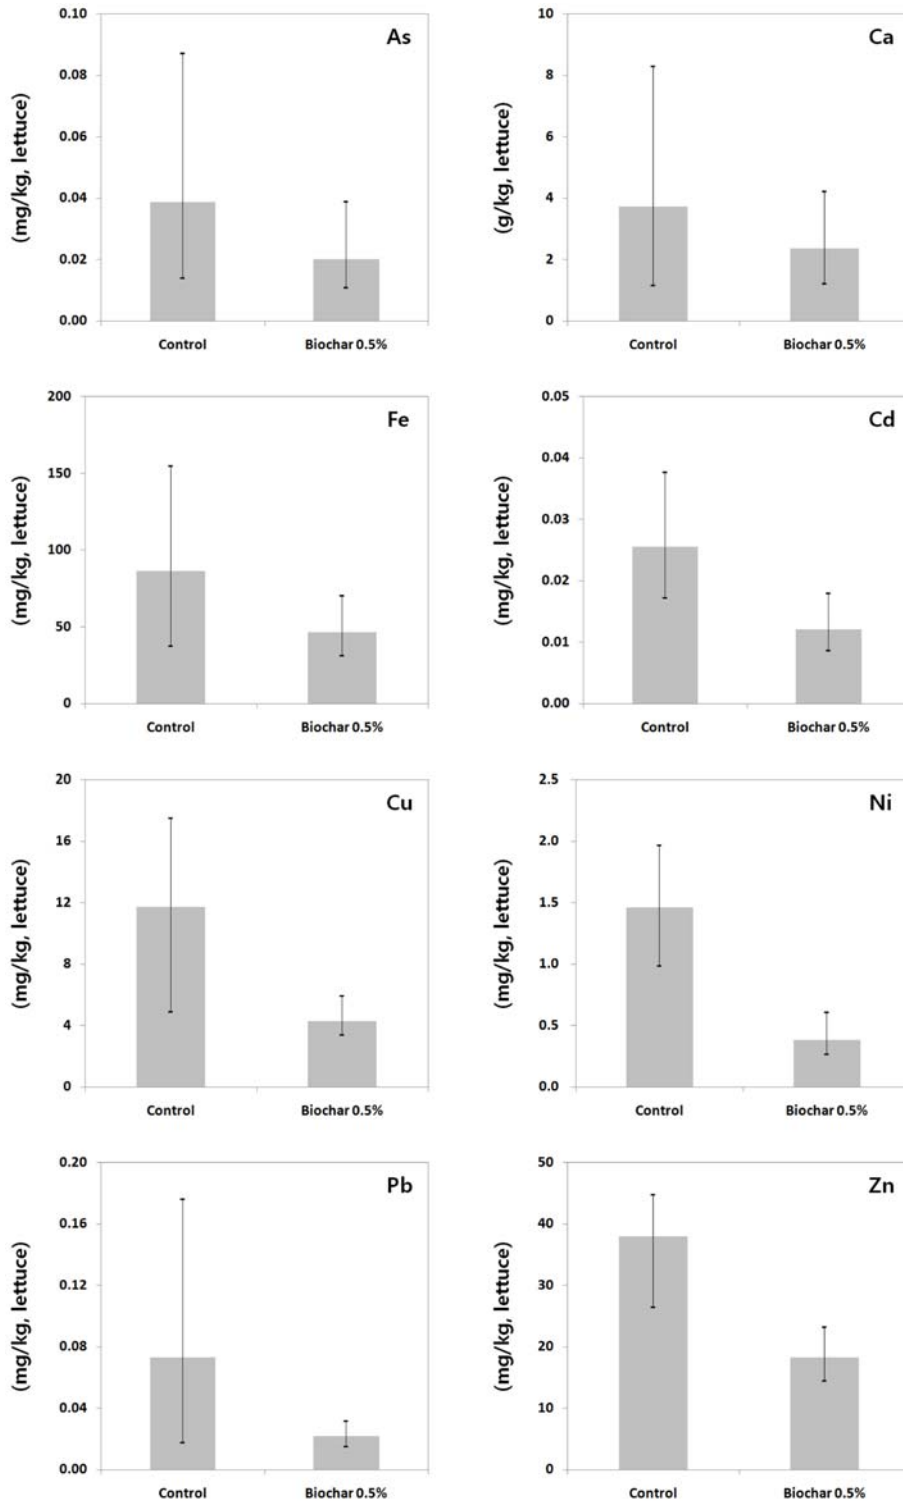 (mg/kg, lettuce)
As
0.10
0.08
0.06
0.04
0.02
0.00
Control Biochar 0.5%
(g/kg, lettuce)
Ca
10
8
6
4
2
0
Control Biochar 0.5%
(mg/kg, lettuce)
Fe
200
150
100
50
0
Control Biochar 0.5%
(mg/kg, lettuce)
Cd
0.05
0.04
0.03
0.02
0.01
0.00
Control Biochar 0.5%
(mg/kg, lettuce)
Cu
20
16
12
8
4
0
Control Biochar 0.5%
(mg/kg, lettuce)
Ni
2.5
2.0
1.5
1.0
0.5
0.0
Control Biochar 0.5%
(mg/kg, lettuce)
Pb
0.20
0.16
0.12
0.08
0.04
0.00
Control Biochar 0.5%
(mg/kg, lettuce)
Zn
50
40
30
20
10
0
Control Biochar 0.5%